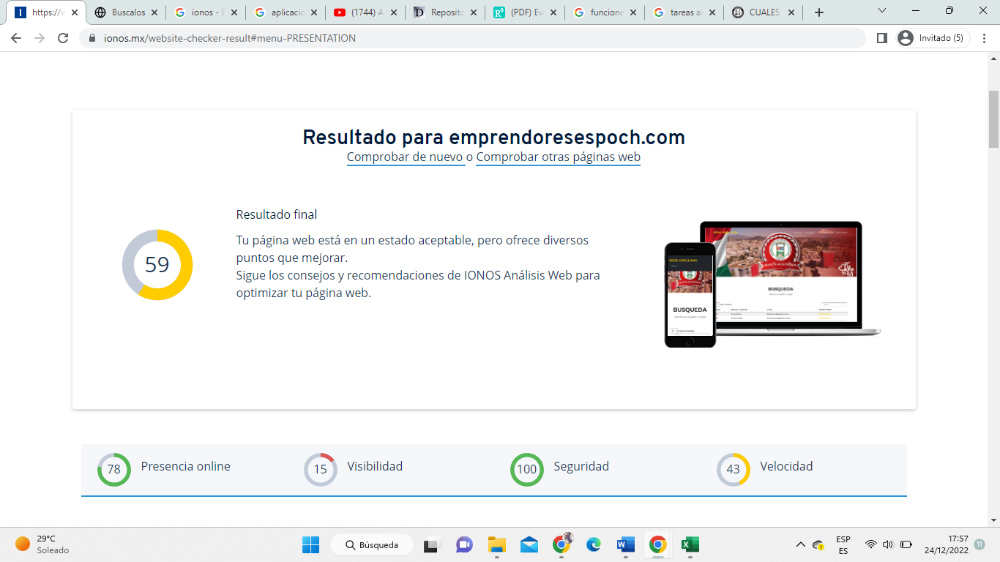 https://w
Buscalos
ionos - E
aplicacio
(1744) A
Reposito
(PDF) Ev
funcione
tareas a
CUALES
ionos.mx/website-checker-result#menu-PRESENTATION
Invitado (5)
Resultado para emprendoresespoch.com
Comprobar de nuevo o Comprobar otras páginas web
59
Resultado final
Tu página web está en un estado aceptable, pero ofrece diversos
puntos que mejorar.
Sigue los consejos y recomendaciones de IONOS Análisis Web para
optimizar tu página web.
SEDE ORELLANA
BUSQUEDA
BUSQUEDA
78 Presencia online
15 Visibilidad
100 Seguridad
43 Velocidad
29°C
Soleado
Búsqueda
ESP
ES
17:57
24/12/2022
11